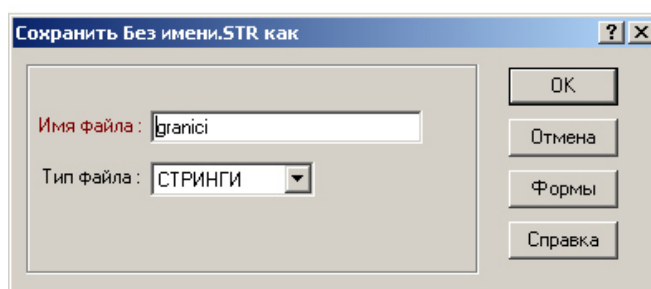 Сохранить Без имени.STR как
Имя файла : granici
Тип файла : СТРИНГИ
OK
Отмена
Формы
Справка